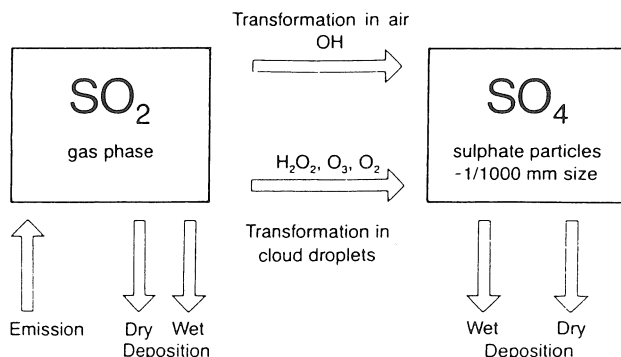 Transformation in air
OH
SO₂
gas phase
SO₄
sulphate particles
-1/1000 mm size
H₂O₂, O₃, O₂
Transformation in
cloud droplets
Emission
Dry Wet
Deposition
Wet Dry
Deposition